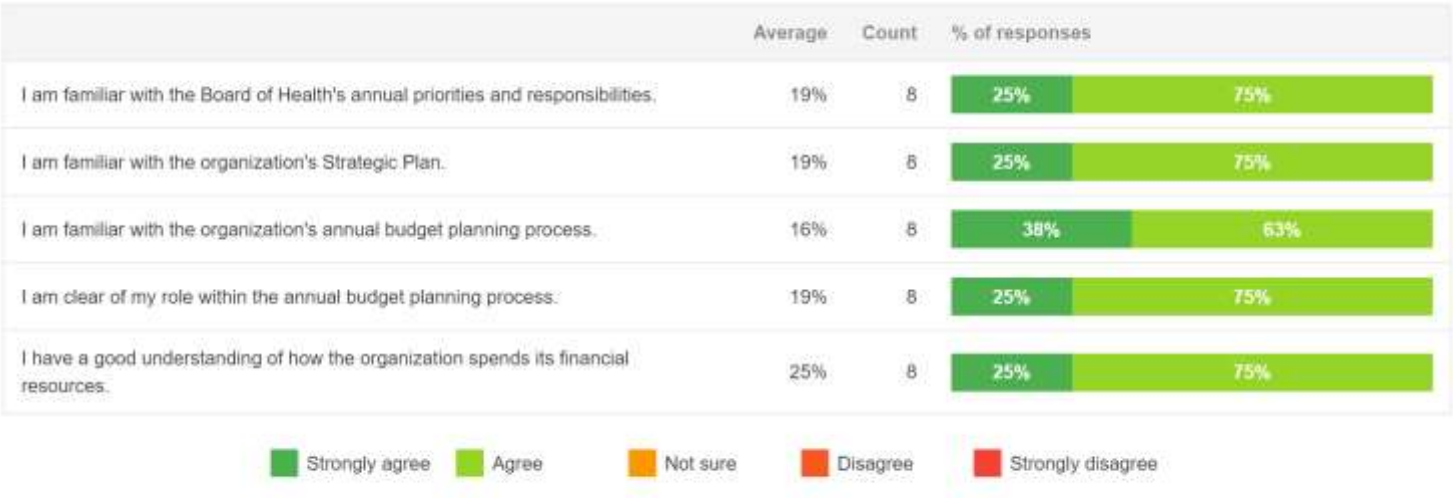 Average Count % of responses
I am familiar with the Board of Health's annual priorities and responsibilities. 19% 8 25% 75%
I am familiar with the organization's Strategic Plan. 19% 8 25% 75%
I am familiar with the organization's annual budget planning process. 16% 8 38% 63%
I am clear of my role within the annual budget planning process. 19% 8 25% 75%
I have a good understanding of how the organization spends its financial
resources. 25% 8 25% 75%
Strongly agree Agree Not sure Disagree Strongly disagree